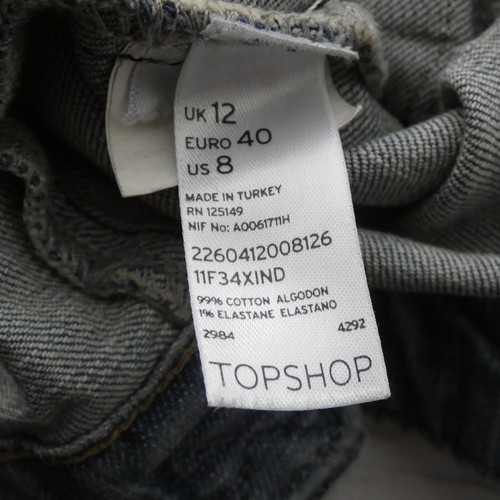 UK 12
EURO 40
US 8
MADE IN TURKEY
RN 125149
NIF No: A0061711H
2260412008126
11F34XIND
99% COTTON ALGODON
1% ELASTANE ELASTANO
2984 4292
TOPSHOP